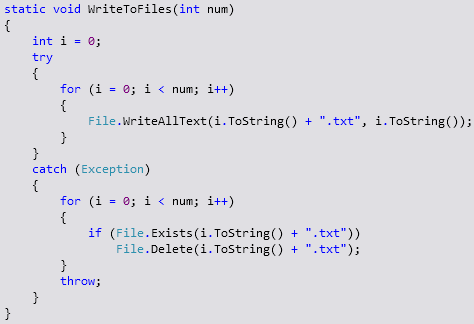 static void WriteToFiles(int num)
{
    int i = 0;
    try
    {
        for (i = 0; i < num; i++)
        {
            File.WriteAllText(i.ToString() + ".txt", i.ToString());
        }
    }
    catch (Exception)
    {
        for (i = 0; i < num; i++)
        {
            if (File.Exists(i.ToString() + ".txt"))
                File.Delete(i.ToString() + ".txt");
        }
        throw;
    }
}